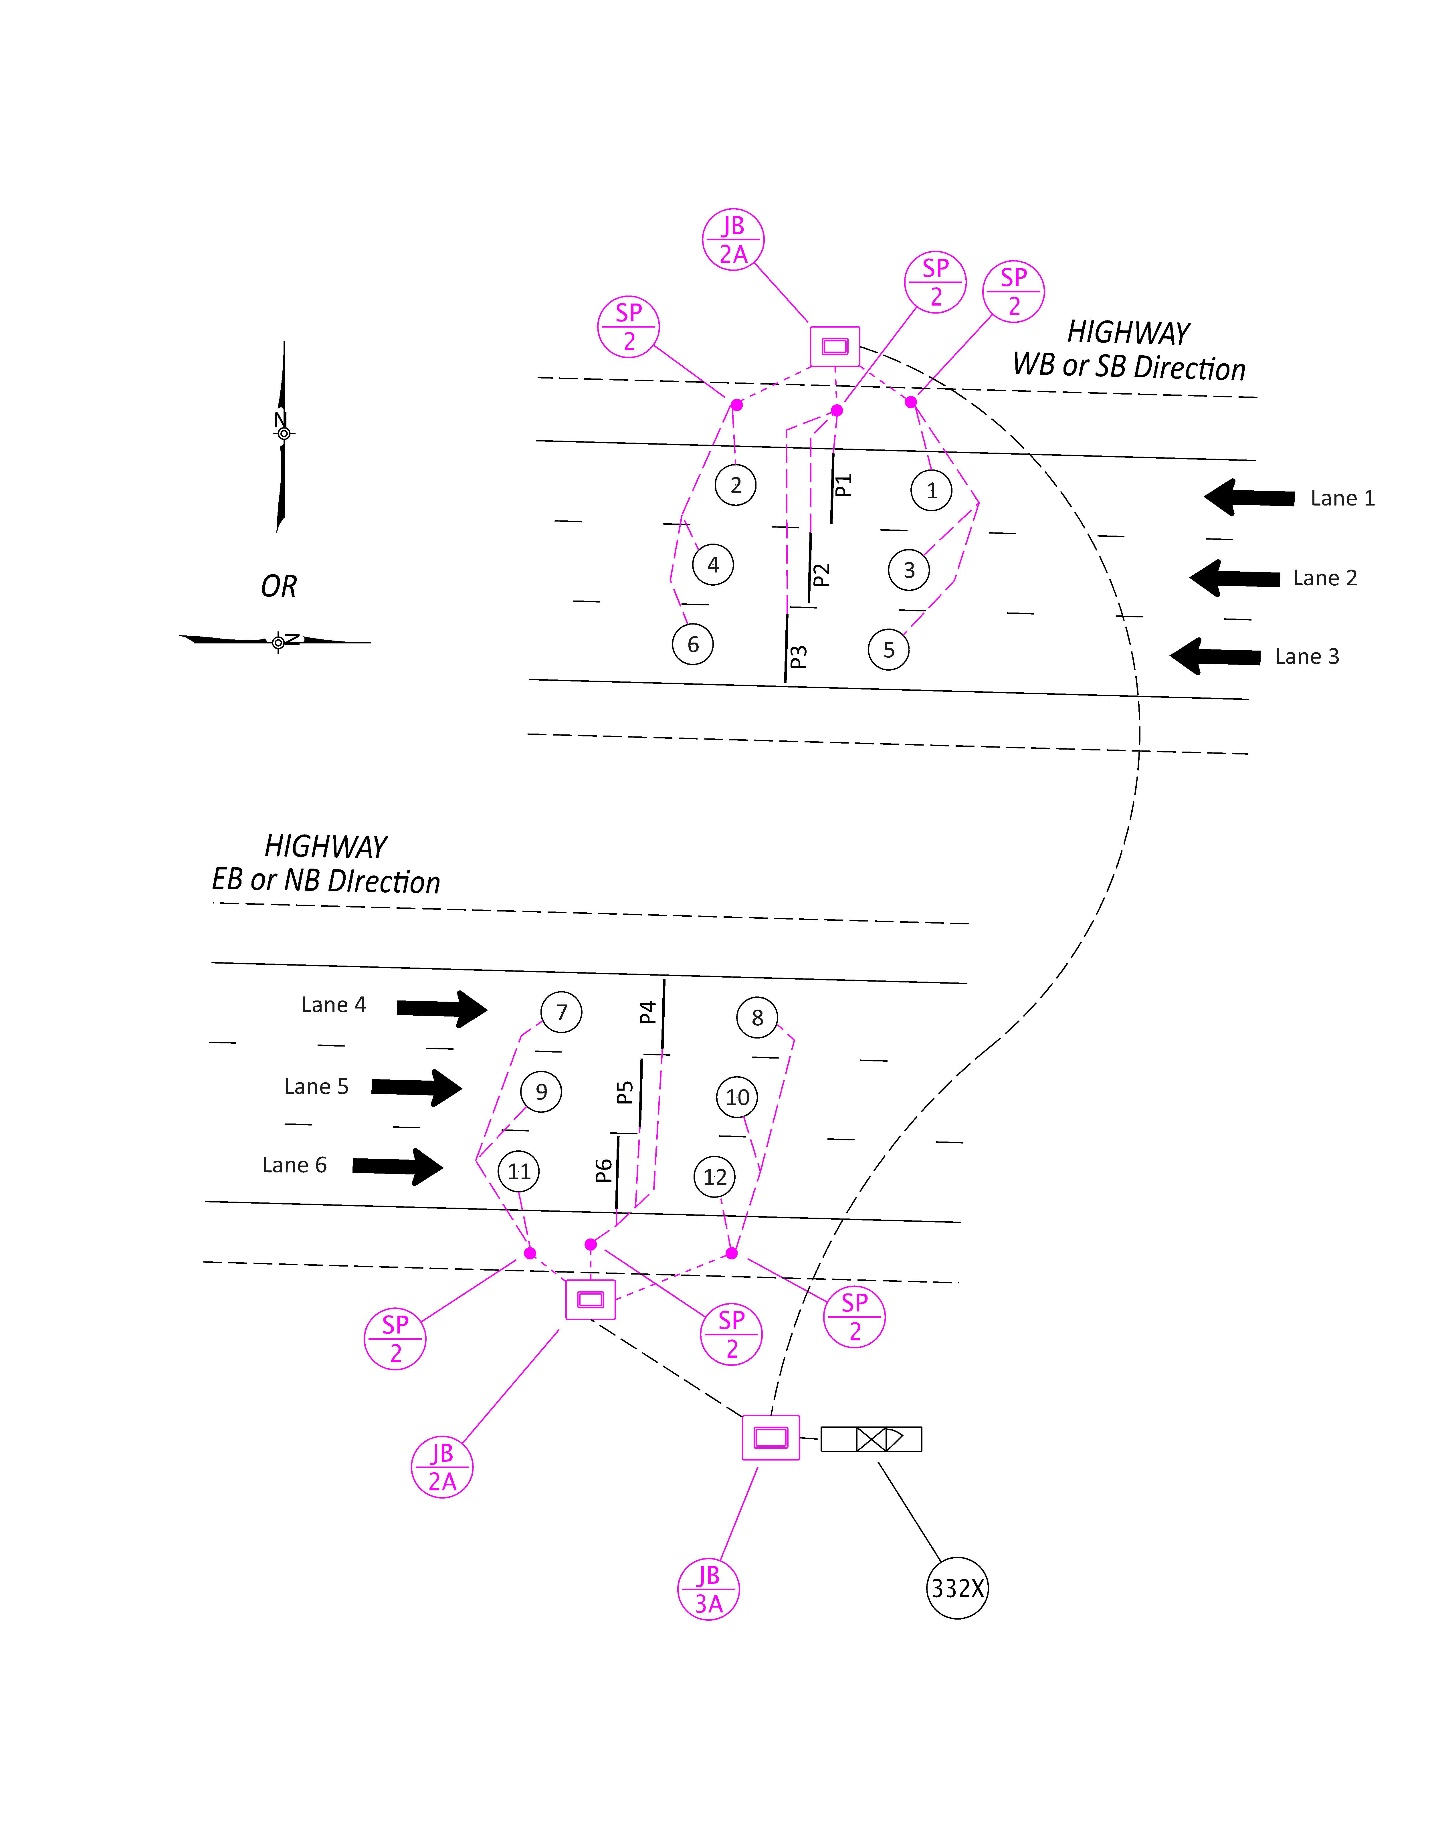 JB
2A
SP
2
SP
2
SP
2
HIGHWAY
WB or SB Direction
N
OR
N
2
P1
1
Lane 1
4
P2
3
Lane 2
6
P3
5
Lane 3
HIGHWAY
EB or NB DIrection
Lane 4
7
P4
8
Lane 5
9
P5
10
Lane 6
11
P6
12
SP
2
SP
2
SP
2
JB
2A
JB
3A
332X